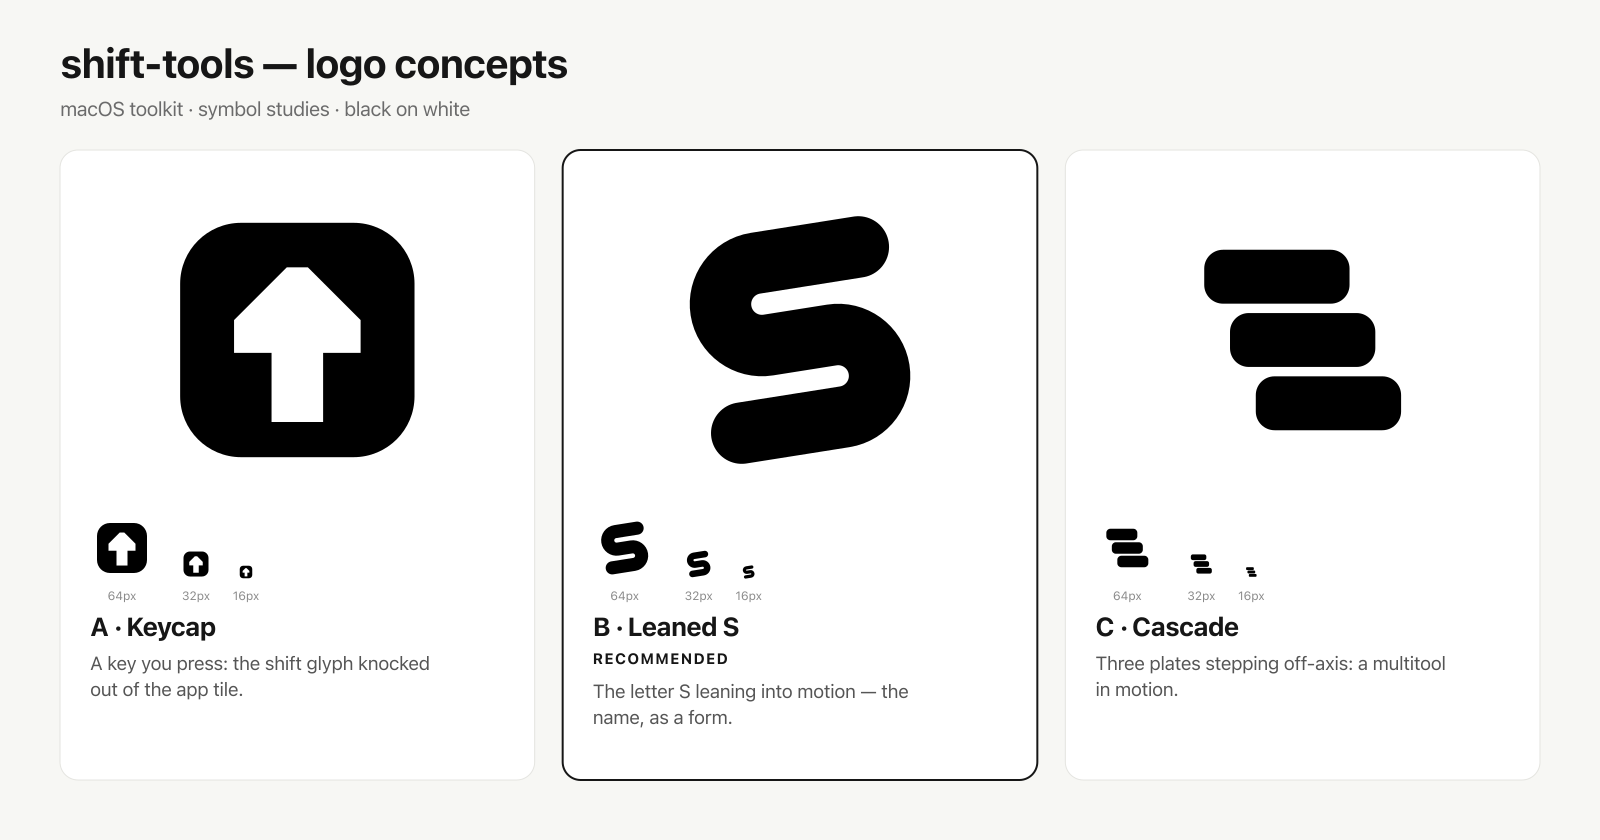 shift-tools — logo concepts
macOS toolkit · symbol studies · black on white
64px 32px 16px
A · Keycap
A key you press: the shift glyph knocked
out of the app tile.
64px 32px 16px
B · Leaned S
RECOMMENDED
The letter S leaning into motion — the
name, as a form.
64px 32px 16px
C · Cascade
Three plates stepping off-axis: a multitool
in motion.